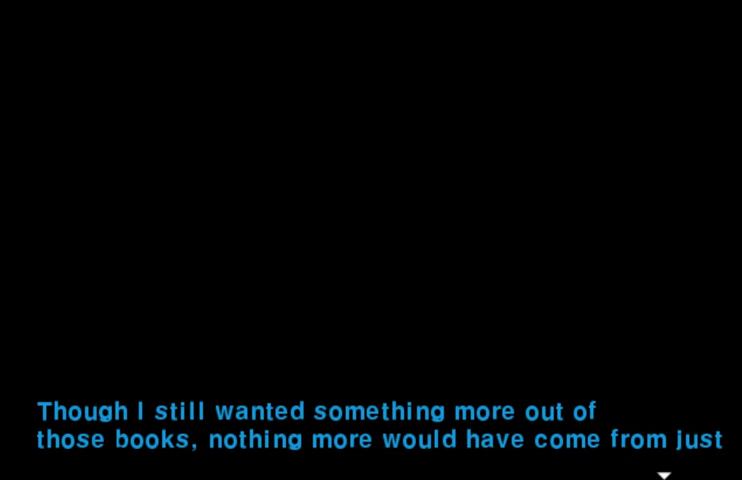 Though I still wanted something more out of
those books, nothing more would have come from just